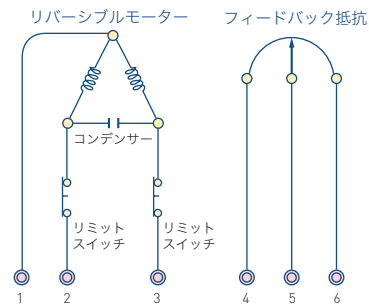 リバーシブルモーター
フィードバック抵抗
コンデンサー
リミット
スイッチ
リミット
スイッチ
1
2
3
4
5
6